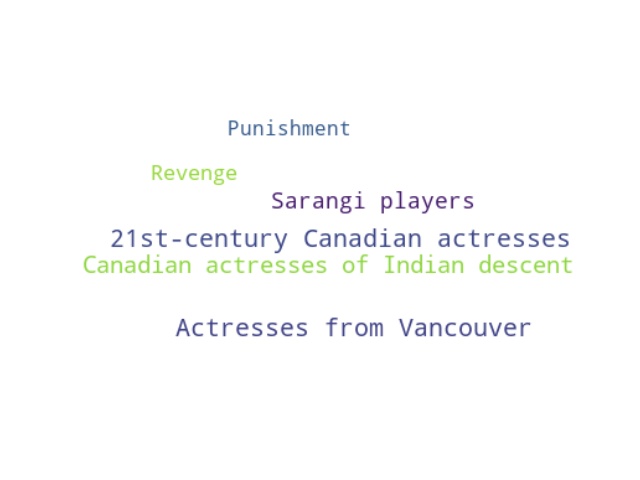 Punishment
Revenge
Sarangi players
21st-century Canadian actresses
Canadian actresses of Indian descent
Actresses from Vancouver